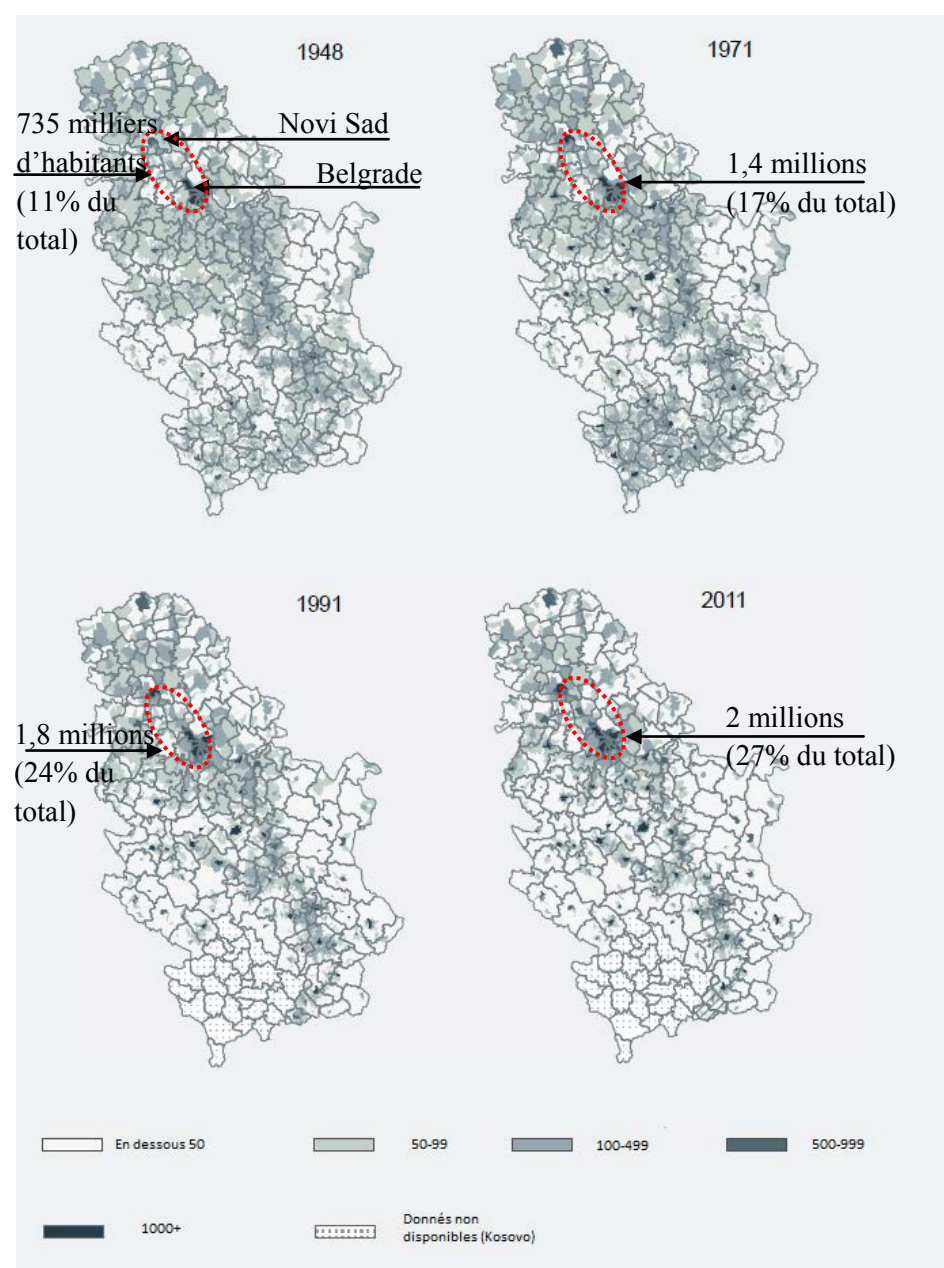 1948
735 milliers
d'habitants
(11% du
total)
Novi Sad
Belgrade
1971
1,4 millions
(17% du total)
1991
1,8 millions
(24% du
total)
2011
2 millions
(27% du total)
En dessous 50
50-99
100-499
500-999
1000+
Donnés non
disponibles (Kosovo)